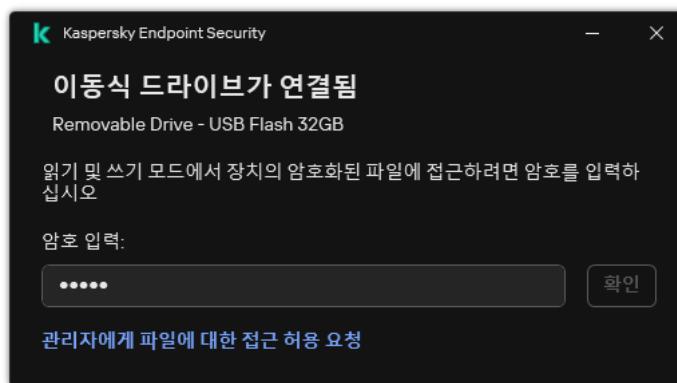 Kaspersky Endpoint Security
이동식 드라이브가 연결됨
Removable Drive - USB Flash 32GB
읽기 및 쓰기 모드에서 장치의 암호화된 파일에 접근하려면 암호를 입력하
십시오
암호 입력:
•••••
확인
관리자에게 파일에 대한 접근 허용 요청